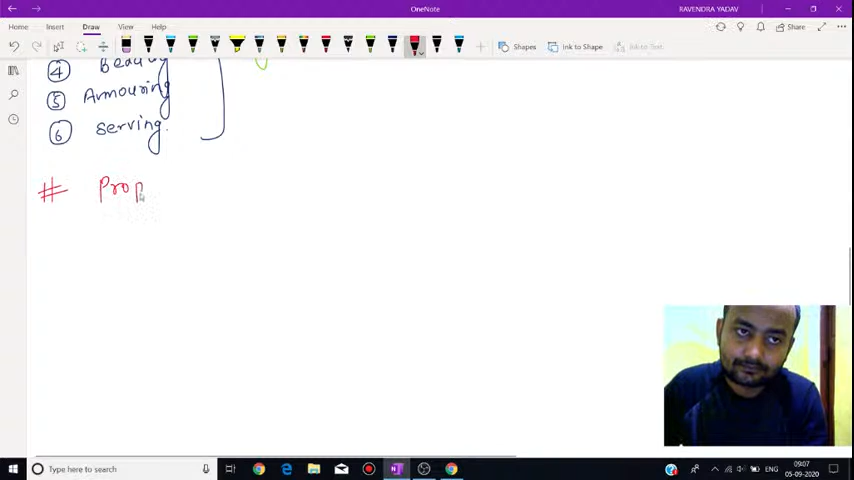 OneNote
RAVENDRA YADAV
Home Insert Draw View Help
Share
Shapes Ink to Shape Ink to Text
④ Beading
⑤ Armouring
⑥ Serving.
# Prop
Type here to search
ENG
09:07
05-09-2020